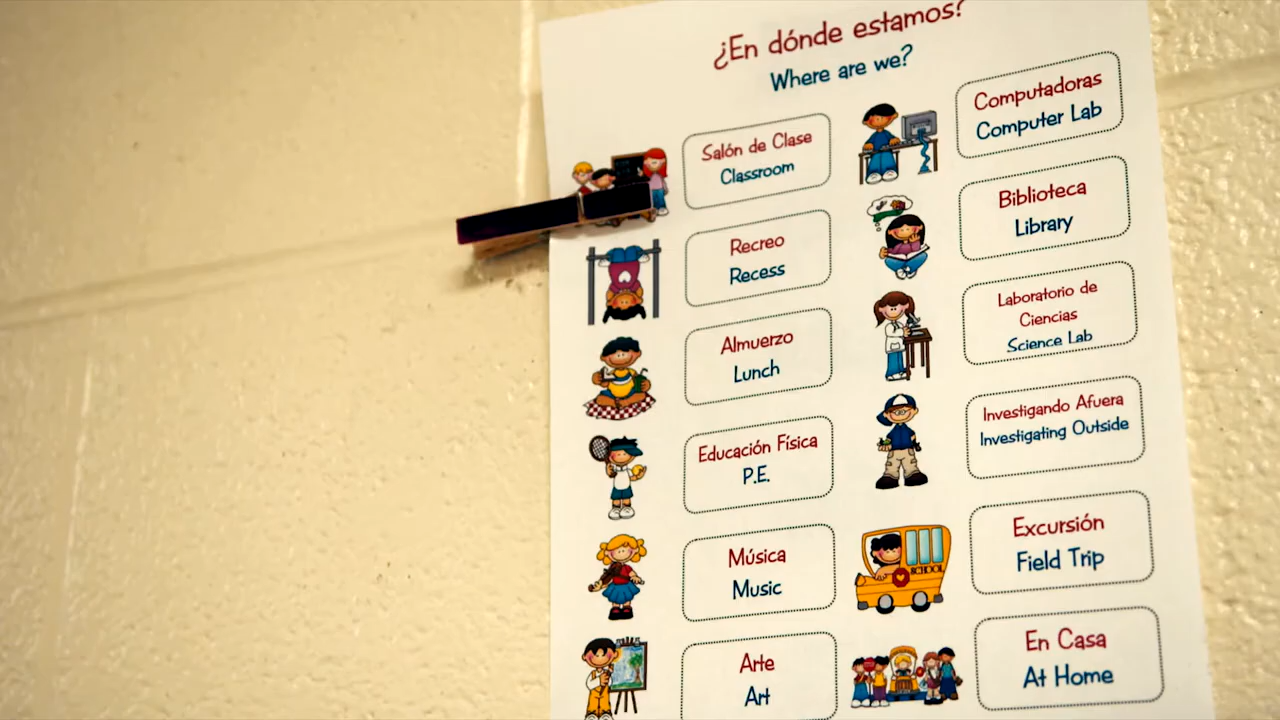 ¿En dónde estamos?
Where are we?
Salón de Clase
Classroom
Recreo
Recess
Almuerzo
Lunch
Educación Física
P.E.
Música
Music
Arte
Art
Computadoras
Computer Lab
Biblioteca
Library
Laboratorio de
Ciencias
Science Lab
Investigando Afuera
Investigating Outside
Excursión
Field Trip
SCHOOL
En Casa
At Home